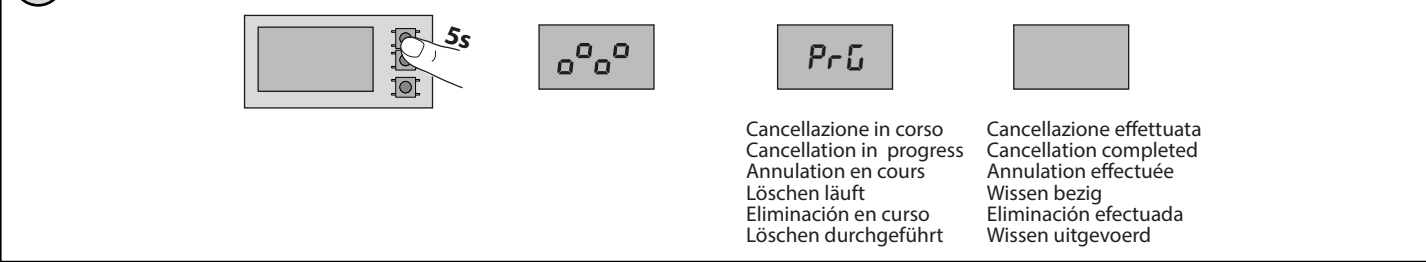 5s
oooo
PrG
Cancellazione in corso
Cancellation in progress
Annulation en cours
Löschen läuft
Eliminación en curso
Löschen durchgeführt
Cancellazione effettuata
Cancellation completed
Annulation effectuée
Wissen bezig
Eliminación efectuada
Wissen uitgevoerd